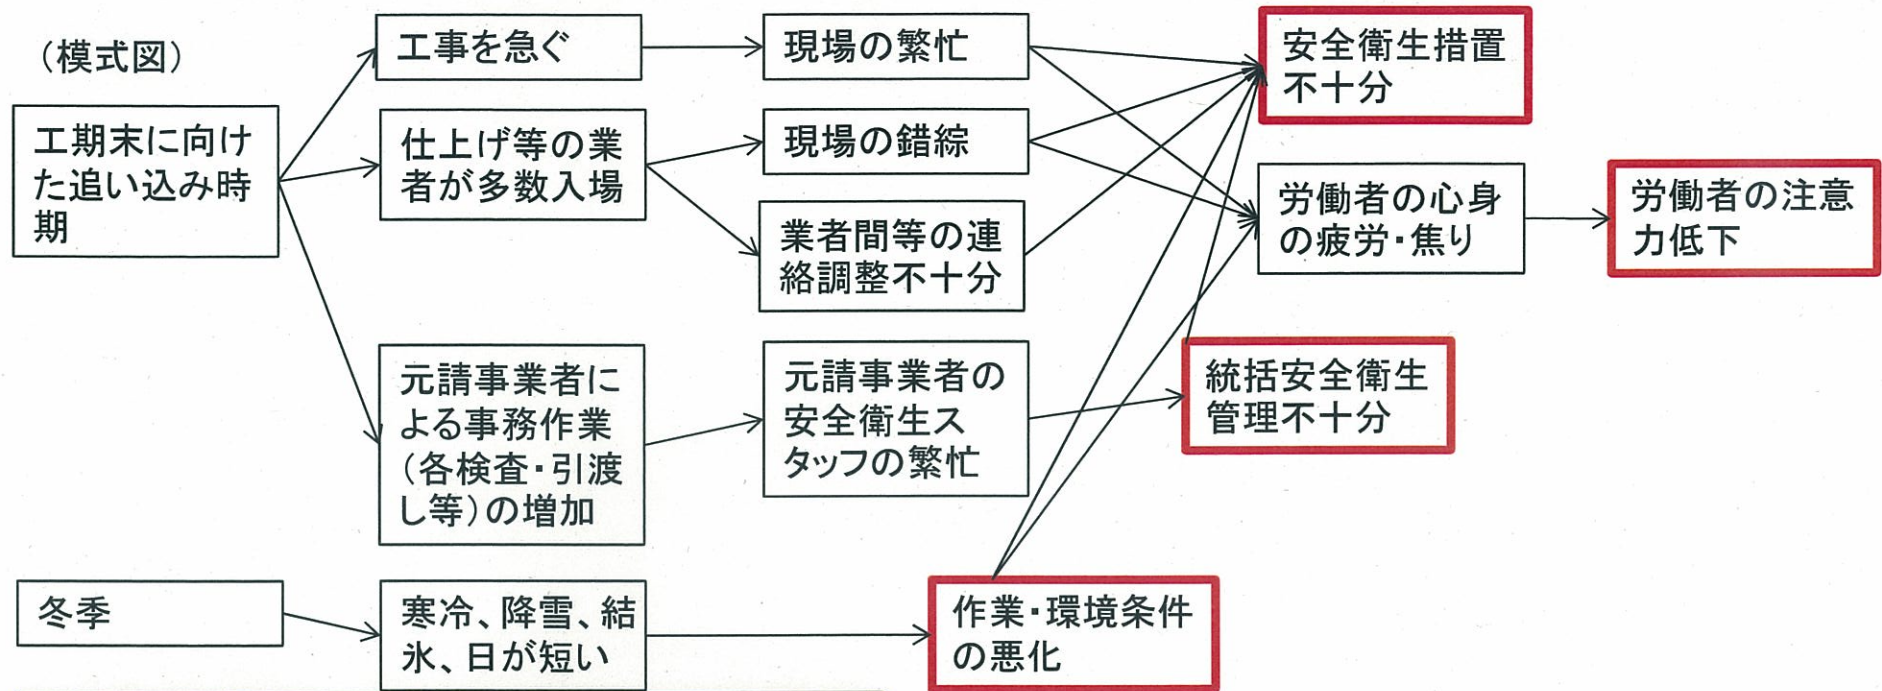 （模式図）
工期末に向け
た追い込み時
期
工事を急ぐ
現場の繁忙
安全衛生措置
不十分
仕上げ等の業
者が多数入場
現場の錯綜
業者間等の連
絡調整不十分
労働者の心身
の疲労・焦り
労働者の注意
力低下
元請事業者に
よる事務作業
（各検査・引渡
し等）の増加
元請事業者の
安全衛生ス
タッフの繁忙
統括安全衛生
管理不十分
冬季
寒冷、降雪、結
氷、日が短い
作業・環境条件
の悪化